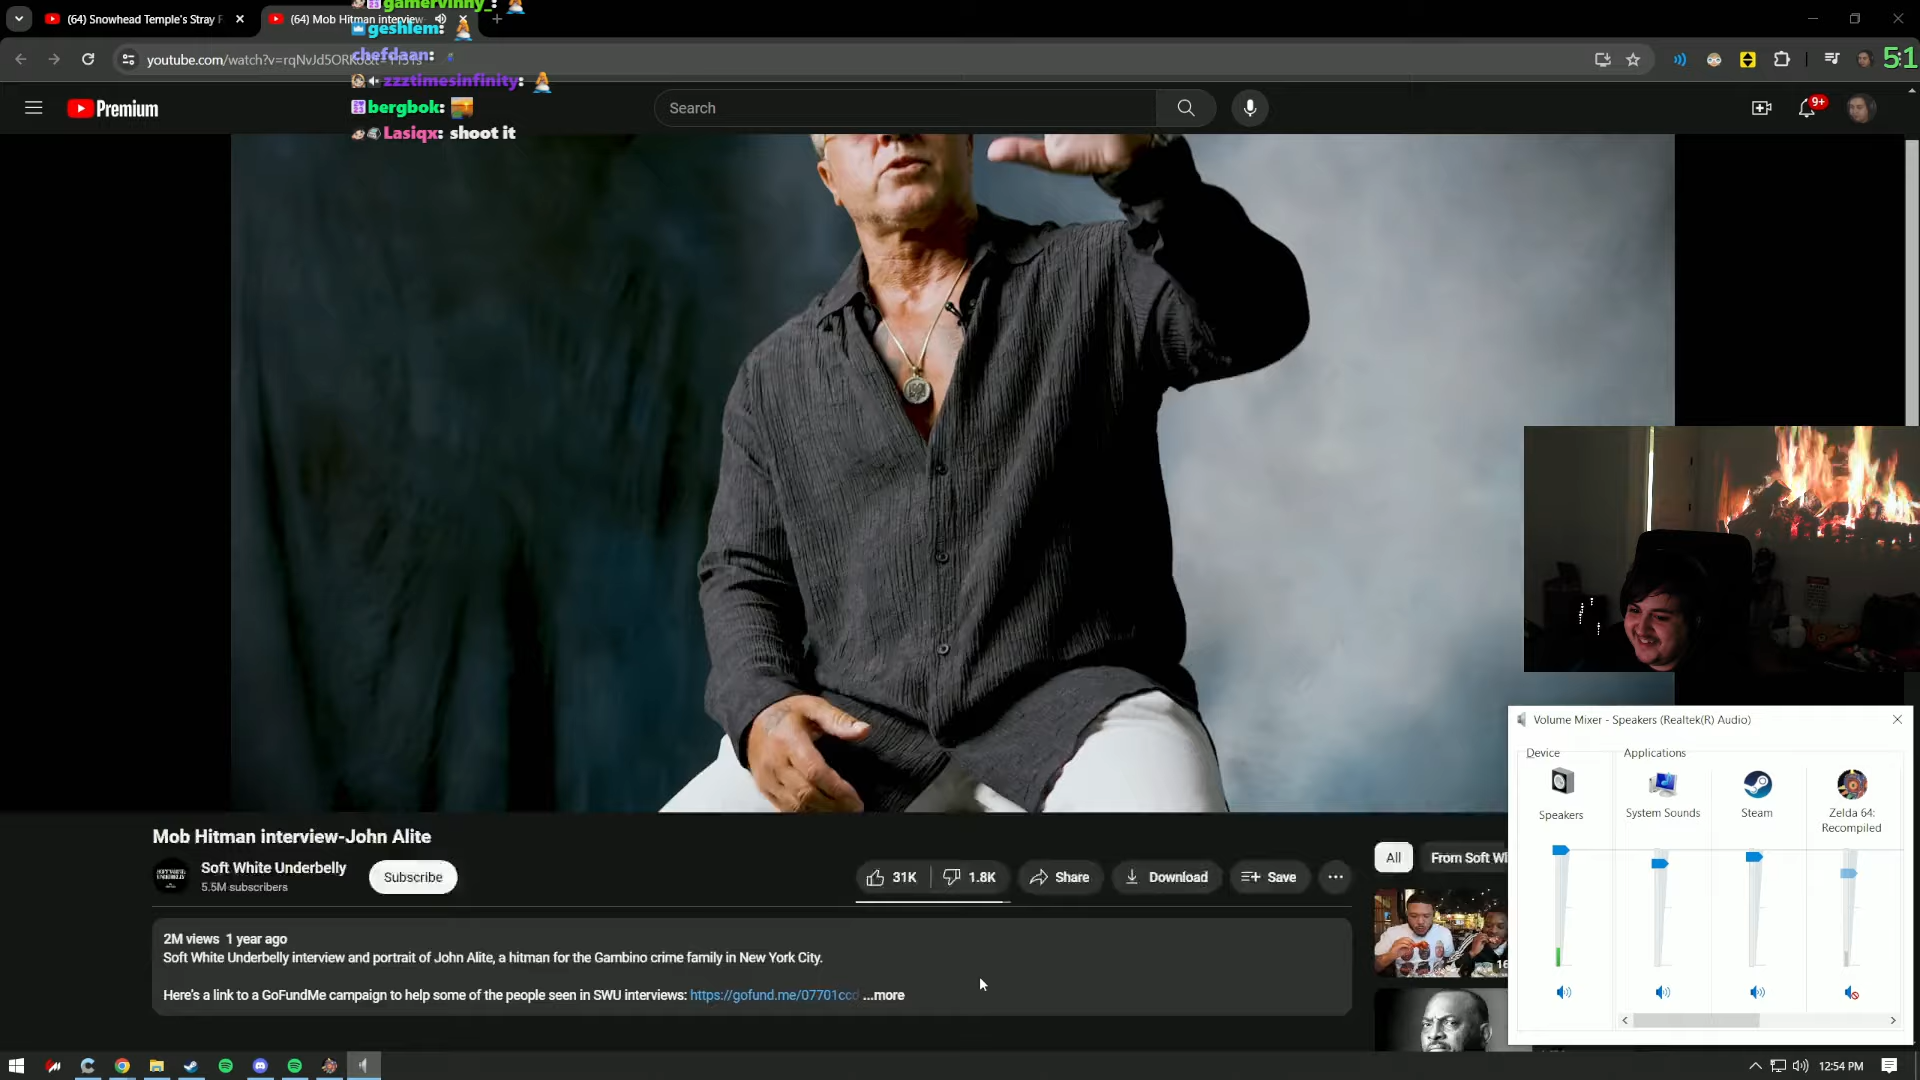 (64) Snowhead Temple's Stray F
(64) Mob Hitman interview-
gamervinny_:
geshlem:
chefdaan:
zzztimesinfinity:
bergbok:
Lasiqx: shoot it
youtube.com/watch?v=rqNvJd5ORK
5:1
Premium
Search
9+
Mob Hitman interview-John Alite
Soft White Underbelly
5.5M subscribers
Subscribe
31K
1.8K
Share
Download
Save
All
From Soft Wh
2M views 1 year ago
Soft White Underbelly interview and portrait of John Alite, a hitman for the Gambino crime family in New York City.
Here's a link to a GoFundMe campaign to help some of the people seen in SWU interviews: https://gofund.me/07701ccd ...more
16
Volume Mixer - Speakers (Realtek(R) Audio)
Device
Applications
Speakers
System Sounds
Steam
Zelda 64:
Recompiled
12:54 PM